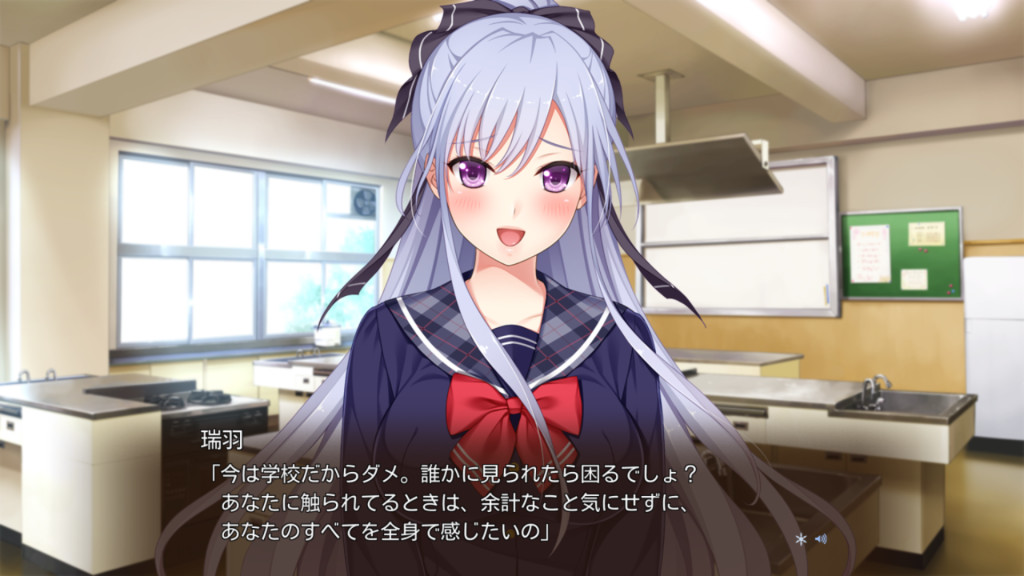 瑞羽
「今は学校だからダメ。誰かに見られたら困るでしょ？
あなたに触られてるときは、余計なこと気にせずに、
あなたのすべてを全身で感じたいの」